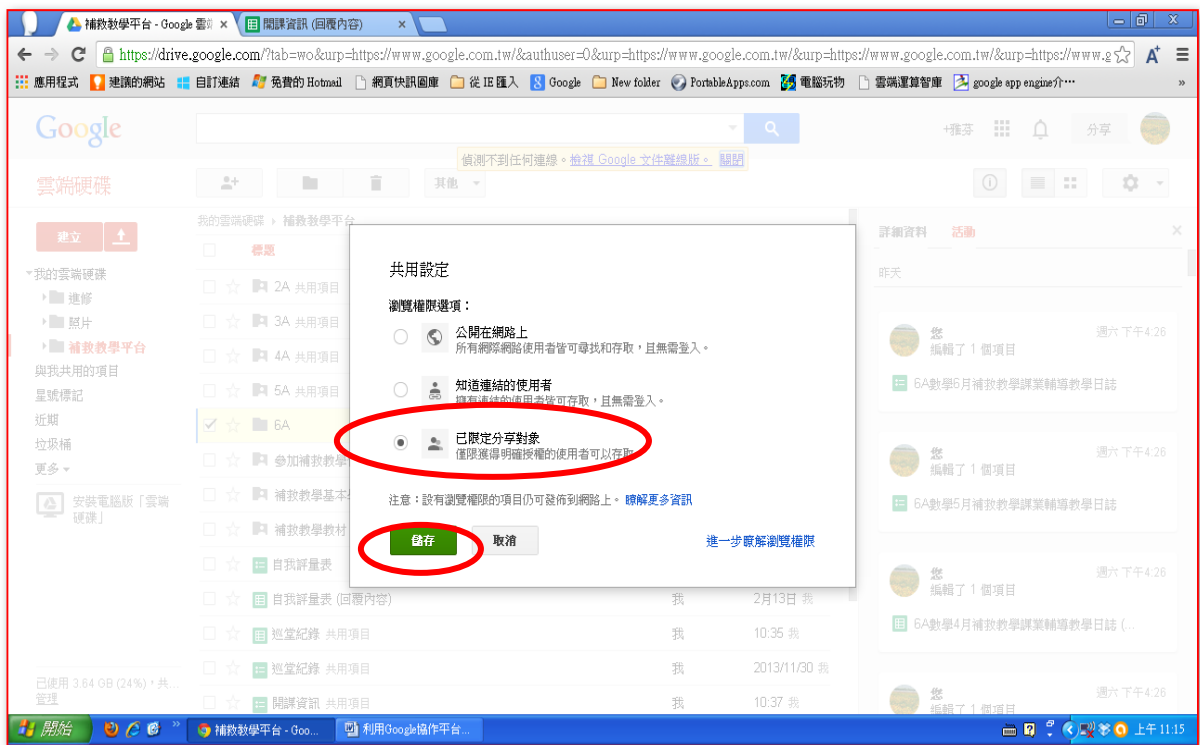 補救教學平台 - Google 雲
開課資訊 (回覆內容)
https://drive.google.com/?tab=wo&urp=https://www.google.com.tw/&authuser=0&urp=https://www.google.com.tw/&urp=https://www.google.com.tw/&urp=https://www.g
應用程式 建議的網站 自訂連結 免費的 Hotmail 網頁快訊圖庫 從 IE 匯入 Google New folder PortableApps.com 電腦玩物 雲端運算智庫 google app engine介… »
Google
+雅芬 分享
偵測不到任何連線。檢視 Google 文件離線版。 關閉
雲端硬碟 其他
建立
我的雲端硬碟
進修
照片
補救教學平台
與我共用的項目
星號標記
近期
垃圾桶
更多
安裝電腦版「雲端
硬碟」
已使用 3.64 GB (24%)，共...
管理
我的雲端硬碟 › 補救教學平台
標題
2A 共用項目
3A 共用項目
4A 共用項目
5A 共用項目
6A
參加補救教學
補救教學基本
補救教學教材
自我評量表
自我評量表 (回覆內容) 我 2月13日 我
巡堂紀錄 共用項目 我 10:35 我
巡堂紀錄 共用項目 我 2013/11/30 我
開課資訊 共用項目 我 10:37 我
共用設定
瀏覽權限選項：
公開在網路上
所有網際網路使用者皆可尋找和存取，且無需登入。
知道連結的使用者
擁有連結的使用者皆可存取，且無需登入。
已限定分享對象
僅限獲得明確授權的使用者可以存取
注意：設有瀏覽權限的項目仍可發佈到網路上。 瞭解更多資訊
儲存 取消 進一步瞭解瀏覽權限
詳細資料 活動
昨天
您 週六 下午4:26
編輯了 1 個項目
6A數學6月補救教學課業輔導教學日誌
您 週六 下午4:26
編輯了 1 個項目
6A數學5月補救教學課業輔導教學日誌
您 週六 下午4:26
編輯了 1 個項目
6A數學4月補救教學課業輔導教學日誌 (...
您 週六 下午4:26
編輯了 1 個項目
開始 » 補救教學平台 - Goo... 利用Google協作平台... 上午 11:15